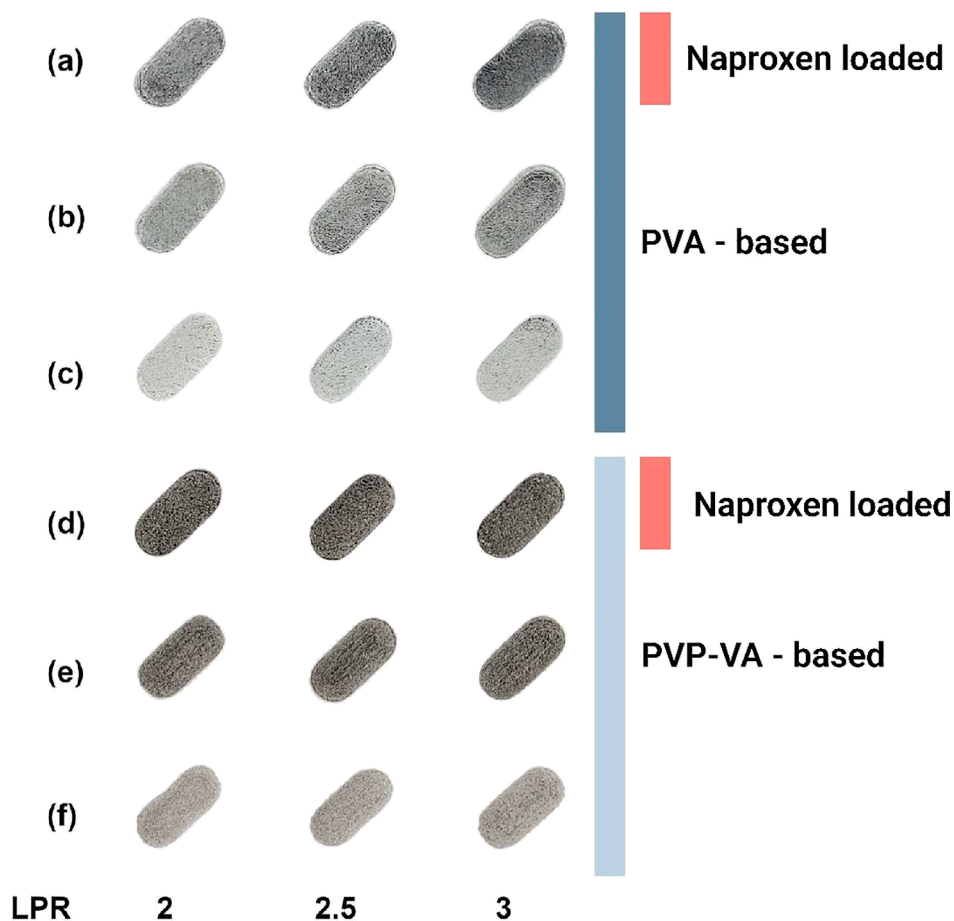 (a)
Naproxen loaded
(b)
PVA - based
(c)
(d)
Naproxen loaded
(e)
PVP-VA - based
(f)
LPR 2 2.5 3